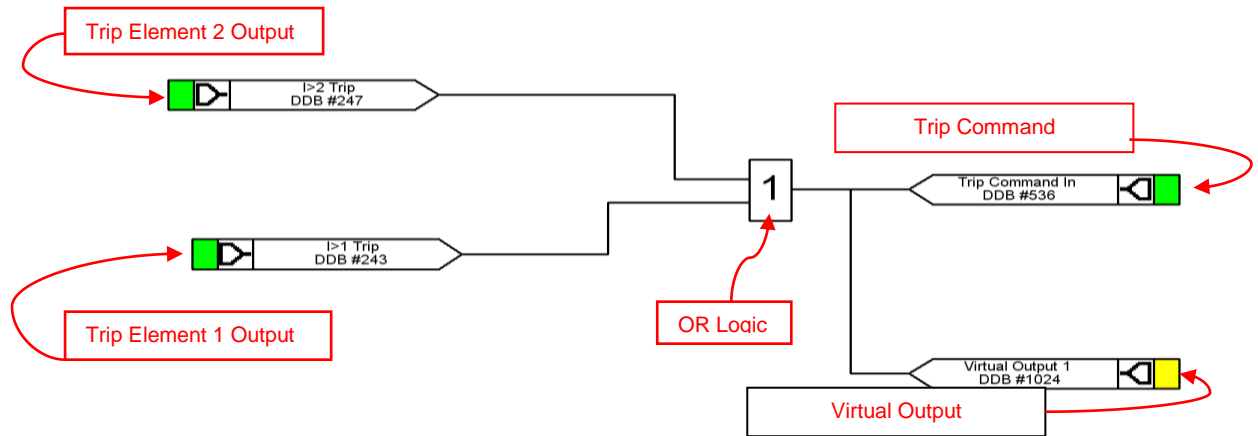 Trip Element 2 Output
I>2 Trip
DDB #247
Trip Command
1
Trip Command In
DDB #536
I>1 Trip
DDB #243
OR Logic
Trip Element 1 Output
Virtual Output 1
DDB #1024
Virtual Output